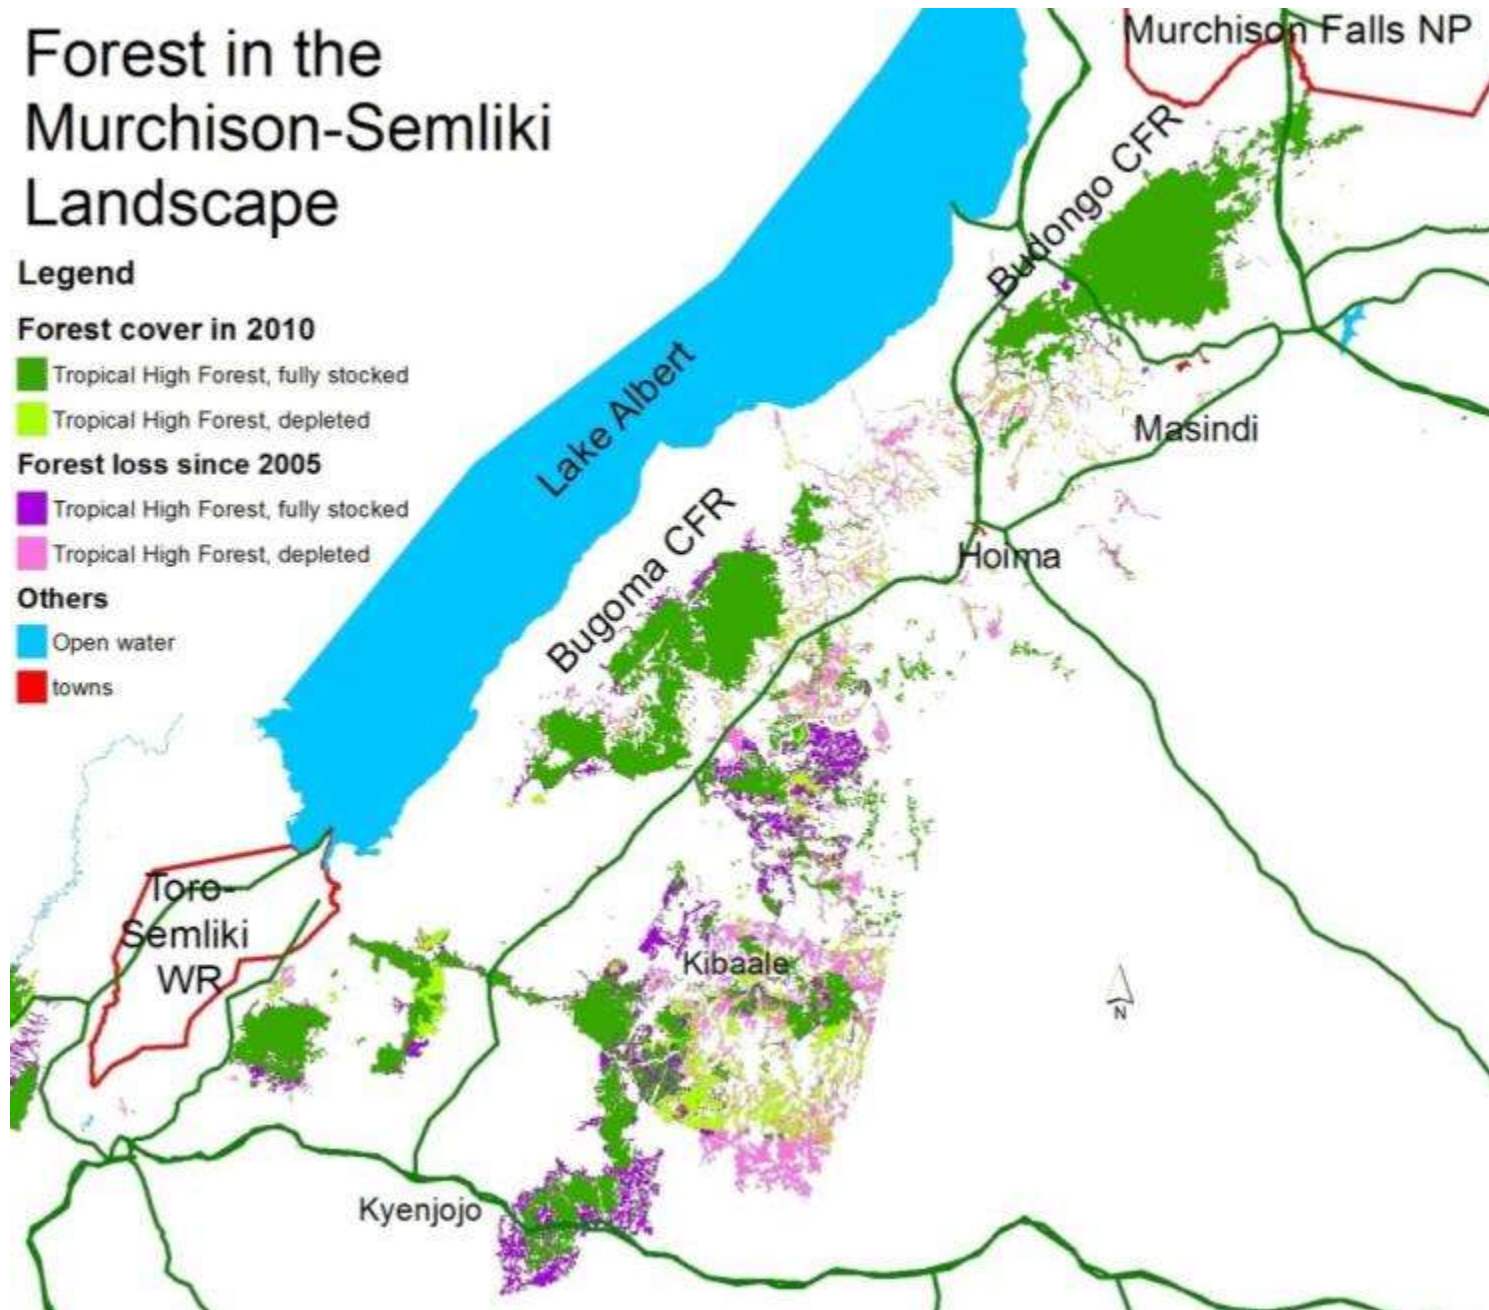 Forest in the
Murchison-Semliki
Landscape
Legend
Forest cover in 2010
Tropical High Forest, fully stocked
Tropical High Forest, depleted
Forest loss since 2005
Tropical High Forest, fully stocked
Tropical High Forest, depleted
Others
Open water
towns
Murchison Falls NP
Budongo CFR
Lake Albert
Masindi
Bugoma CFR
Hoima
Toro-
Semliki
WR
Kibaale
N
Kyenjojo